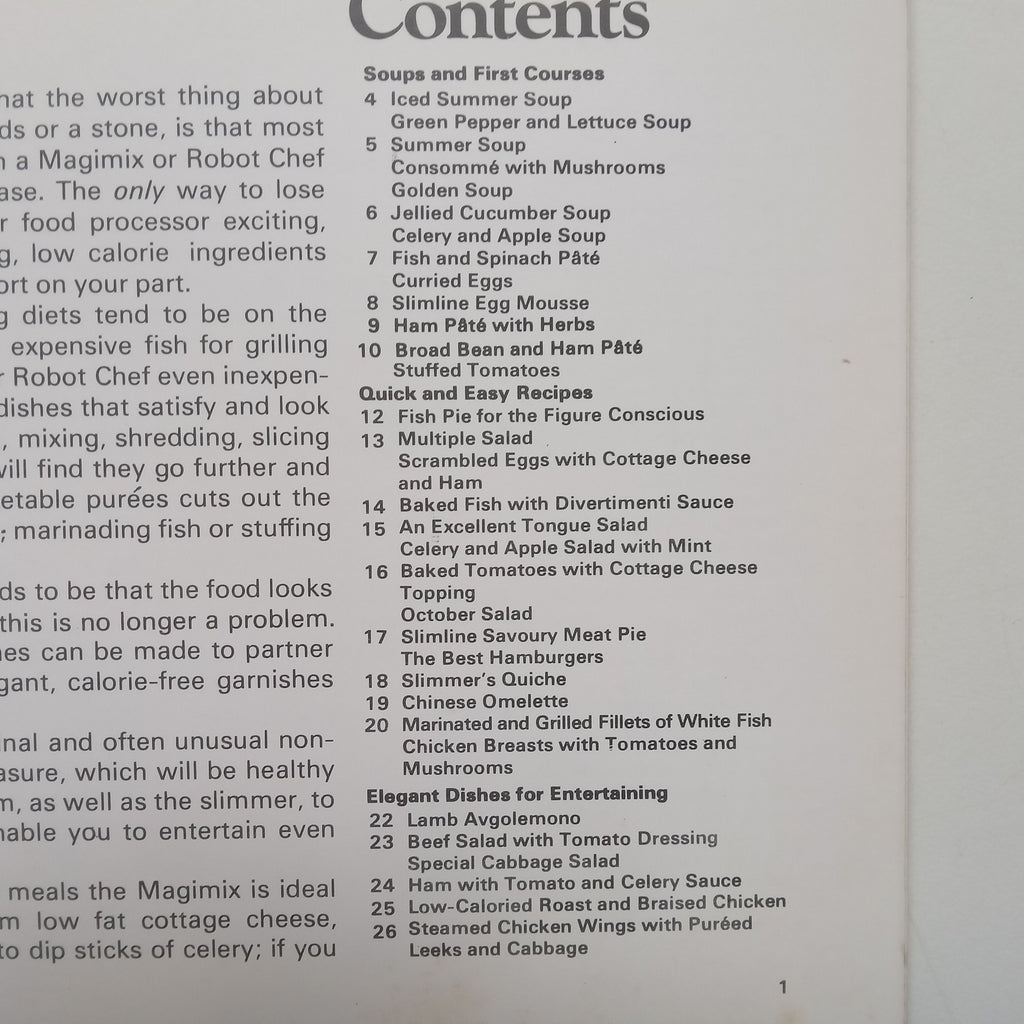 Contents
hat the worst thing about
ds or a stone, is that most
a Magimix or Robot Chef
ase. The only way to lose
r food processor exciting,
g, low calorie ingredients
ort on your part.
g diets tend to be on the
expensive fish for grilling
r Robot Chef even inexpen-
dishes that satisfy and look
, mixing, shredding, slicing
will find they go further and
etable purées cuts out the
; marinading fish or stuffing
ds to be that the food looks
this is no longer a problem.
nes can be made to partner
gant, calorie-free garnishes
inal and often unusual non-
asure, which will be healthy
m, as well as the slimmer, to
nable you to entertain even
meals the Magimix is ideal
m low fat cottage cheese,
to dip sticks of celery; if you
Soups and First Courses
4 Iced Summer Soup
Green Pepper and Lettuce Soup
5 Summer Soup
Consommé with Mushrooms
Golden Soup
6 Jellied Cucumber Soup
Celery and Apple Soup
7 Fish and Spinach Pâté
Curried Eggs
8 Slimline Egg Mousse
9 Ham Pâté with Herbs
10 Broad Bean and Ham Pâté
Stuffed Tomatoes
Quick and Easy Recipes
12 Fish Pie for the Figure Conscious
13 Multiple Salad
Scrambled Eggs with Cottage Cheese
and Ham
14 Baked Fish with Divertimenti Sauce
15 An Excellent Tongue Salad
Celery and Apple Salad with Mint
16 Baked Tomatoes with Cottage Cheese
Topping
October Salad
17 Slimline Savoury Meat Pie
The Best Hamburgers
18 Slimmer's Quiche
19 Chinese Omelette
20 Marinated and Grilled Fillets of White Fish
Chicken Breasts with Tomatoes and
Mushrooms
Elegant Dishes for Entertaining
22 Lamb Avgolemono
23 Beef Salad with Tomato Dressing
Special Cabbage Salad
24 Ham with Tomato and Celery Sauce
25 Low-Caloried Roast and Braised Chicken
26 Steamed Chicken Wings with Puréed
Leeks and Cabbage
1